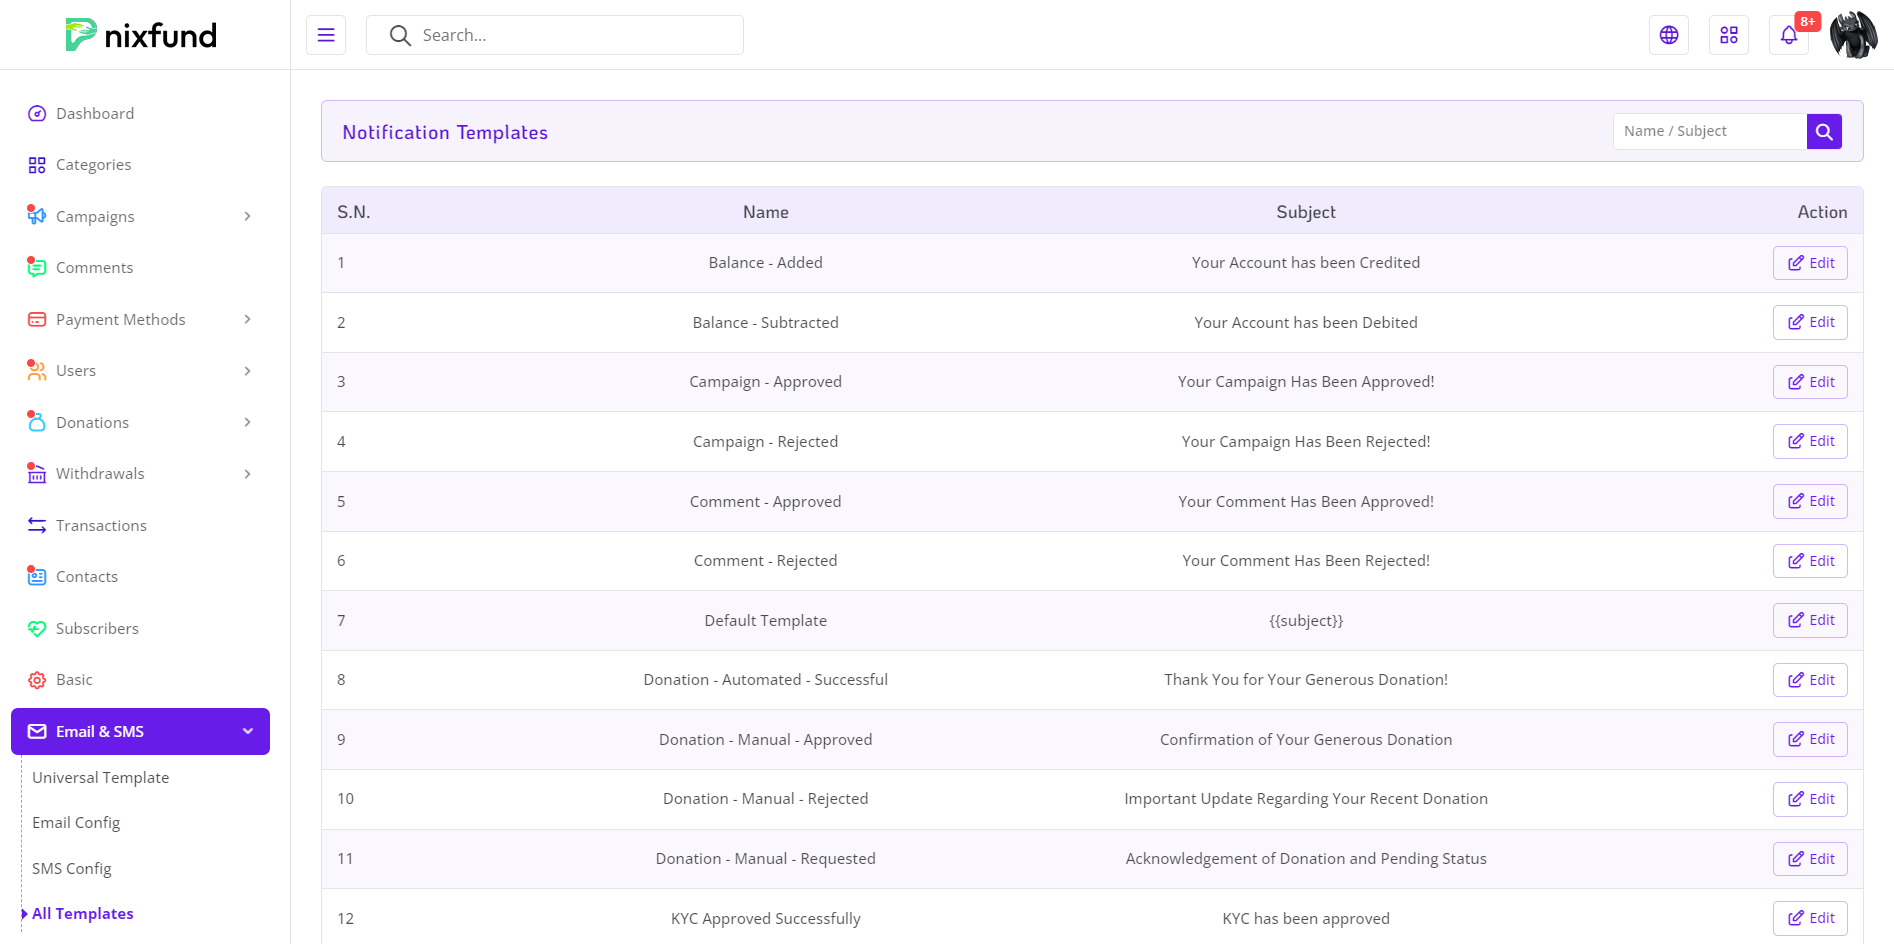 nixfund
Search...
8+
Dashboard
Categories
Campaigns
Comments
Payment Methods
Users
Donations
Withdrawals
Transactions
Contacts
Subscribers
Basic
Email & SMS
Universal Template
Email Config
SMS Config
All Templates
Notification Templates
Name / Subject
S.N. Name Subject Action
1 Balance - Added Your Account has been Credited Edit
2 Balance - Subtracted Your Account has been Debited Edit
3 Campaign - Approved Your Campaign Has Been Approved! Edit
4 Campaign - Rejected Your Campaign Has Been Rejected! Edit
5 Comment - Approved Your Comment Has Been Approved! Edit
6 Comment - Rejected Your Comment Has Been Rejected! Edit
7 Default Template {{subject}} Edit
8 Donation - Automated - Successful Thank You for Your Generous Donation! Edit
9 Donation - Manual - Approved Confirmation of Your Generous Donation Edit
10 Donation - Manual - Rejected Important Update Regarding Your Recent Donation Edit
11 Donation - Manual - Requested Acknowledgement of Donation and Pending Status Edit
12 KYC Approved Successfully KYC has been approved Edit